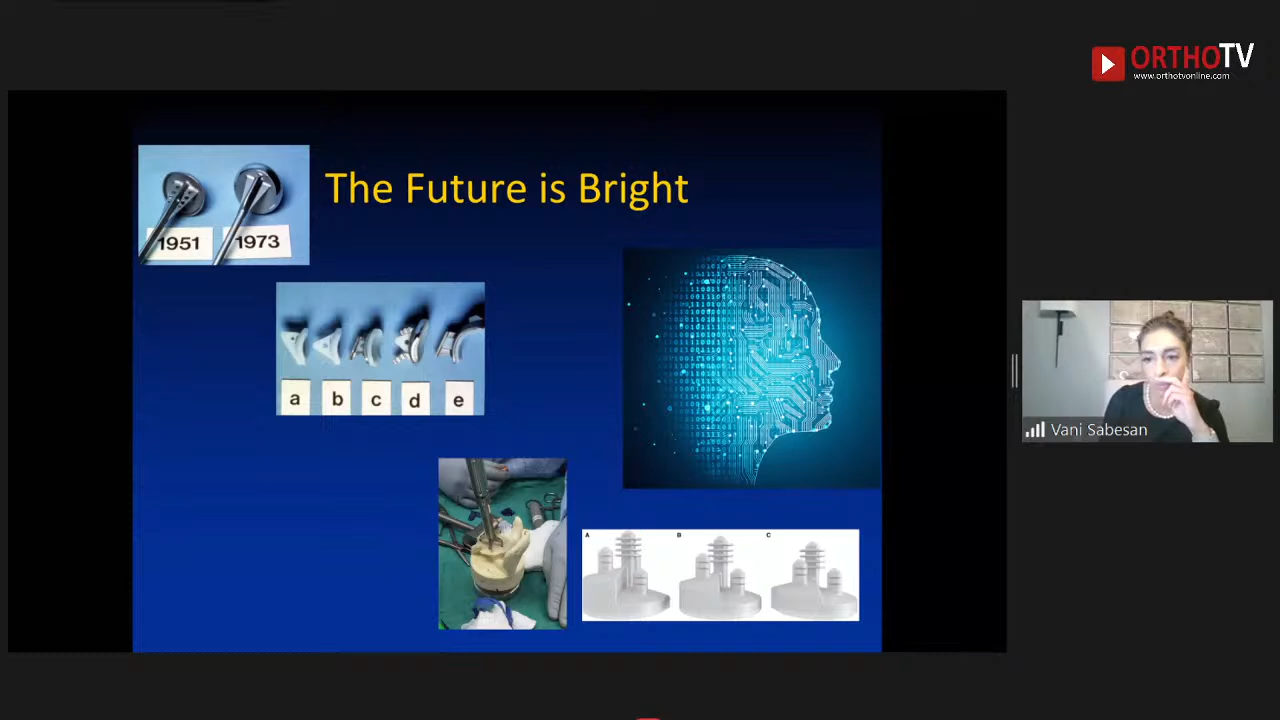 ORTHOTV
www.orthotvonline.com
The Future is Bright
1951
1973
a
b
c
d
e
A
B
C
Vani Sabesan